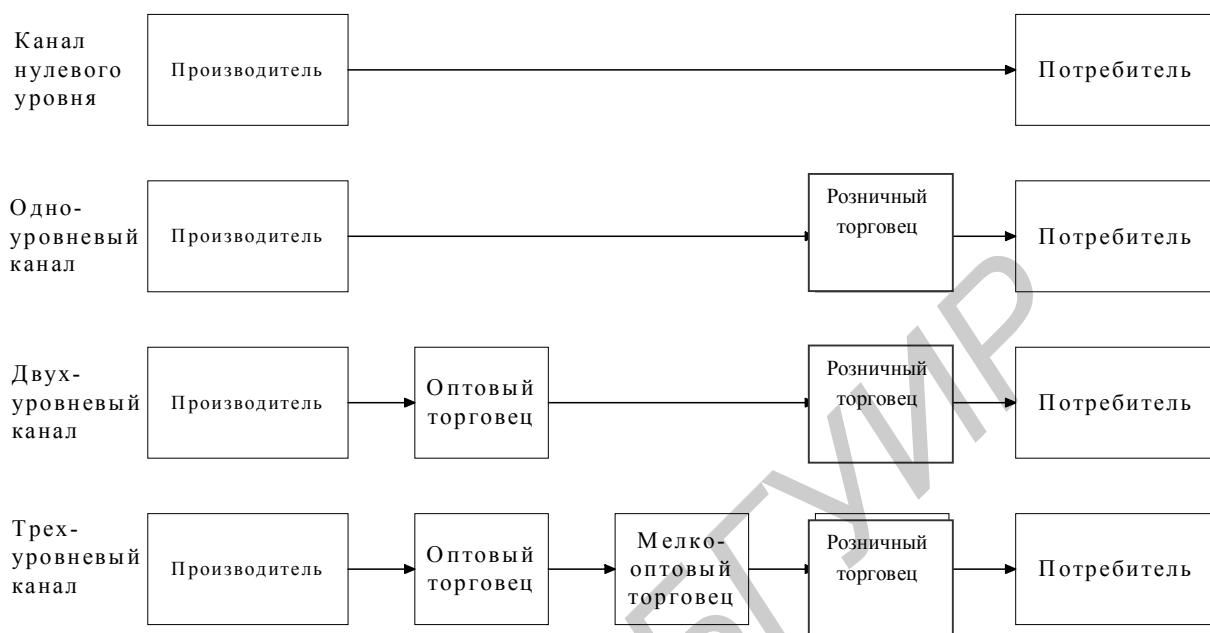 Канал
нулевого
уровня
Производитель
Потребитель
Одно-
уровневый
канал
Производитель
Розничный
торговец
Потребитель
Двух-
уровневый
канал
Производитель
Оптовый
торговец
Розничный
торговец
Потребитель
Трех-
уровневый
канал
Производитель
Оптовый
торговец
Мелко-
оптовый
торговец
Розничный
торговец
Потребитель
БГУИР